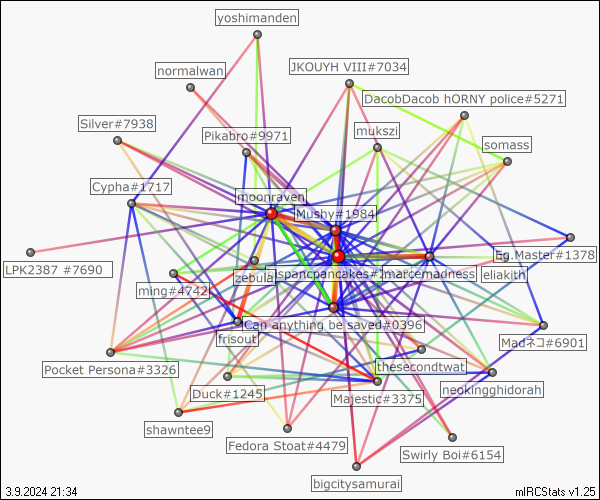 yoshimanden
normalwan
JKOUYH VIII#7034
DacobDacob hORNY police#5271
Silver#7938
Pikabro#9971
mukszi
somass
Cypha#1717
moonraven
Mushy#1984
LPK2387 #7690
zebula
marcemadness
Eg.Master#1378
eliakith
ming#4742
Can anything be saved#0396
frisout
Madネコ#6901
Pocket Persona#3326
thesecondtwat
Duck#1245
Majestic#3375
neokingghidorah
shawntee9
Fedora Stoat#4479
Swirly Boi#6154
bigcitysamurai
3.9.2024 21:34
mIRCStats v1.25